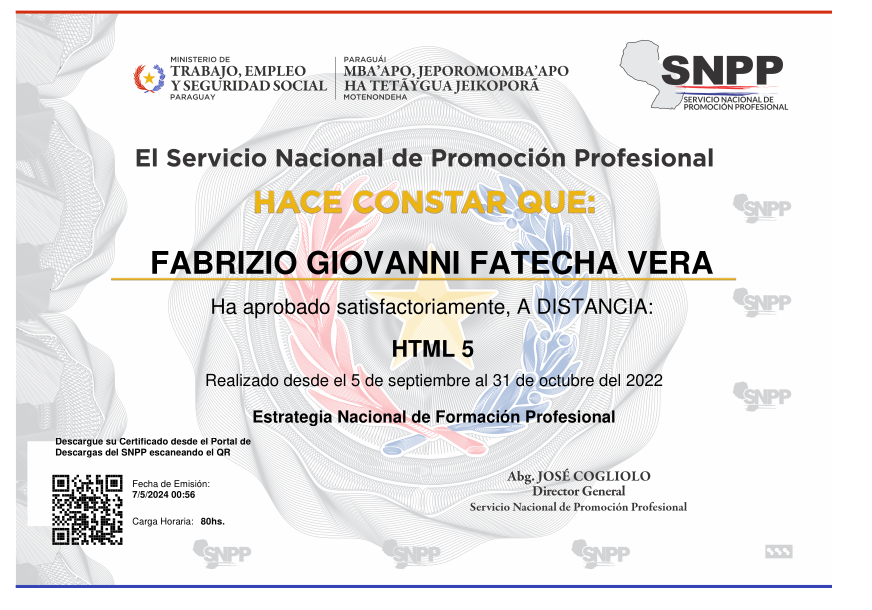 MINISTERIO DE
TRABAJO, EMPLEO
Y SEGURIDAD SOCIAL
PARAGUAY
PARAGUÁI
MBA'APO, JEPOROMOMBA'APO
HA TETÃYGUA JEIKOPORÃ
MOTENONDEHA
SNPP
SERVICIO NACIONAL DE
PROMOCIÓN PROFESIONAL
El Servicio Nacional de Promoción Profesional
HACE CONSTAR QUE:
SNPP
FABRIZIO GIOVANNI FATECHA VERA
Ha aprobado satisfactoriamente, A DISTANCIA:
SNPP
HTML 5
Realizado desde el 5 de septiembre al 31 de octubre del 2022
SNPP
Estrategia Nacional de Formación Profesional
Descargue su Certificado desde el Portal de
Descargas del SNPP escaneando el QR
Fecha de Emisión:
7/5/2024 00:56
Carga Horaria: 80hs.
Abg. JOSÉ COGLIOLO
Director General
Servicio Nacional de Promoción Profesional
SNPP
SNPP
SNPP